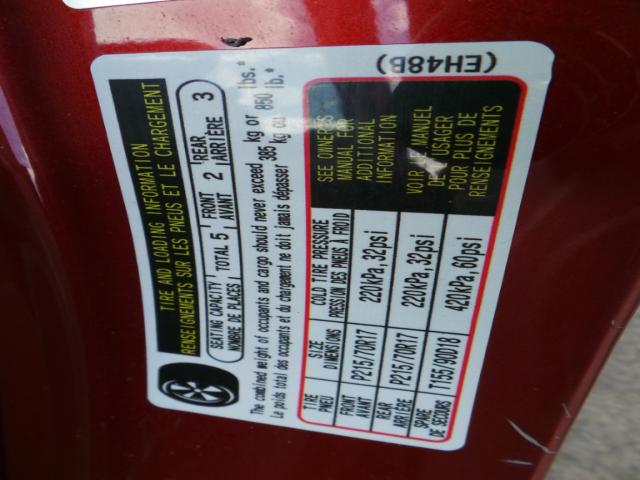 TIRE AND LOADING INFORMATION
RENSEIGNEMENTS SUR LES PNEUS ET LE CHARGEMENT
SEATING CAPACITY
NOMBRE DE PLACES
TOTAL 5
FRONT
AVANT
2
REAR
ARRIÈRE
3
The combined weight of occupants and cargo should never exceed 385 kg or 850 lbs.*
Le poids total des occupants et du chargement ne doit jamais dépasser 385 kg ou 850 lb.*
TIRE
PNEU
SIZE
DIMENSIONS
COLD TIRE PRESSURE
PRESSION DES PNEUS À FROID
SEE OWNER'S
MANUAL FOR
ADDITIONAL
INFORMATION
FRONT
AVANT
P215/70R17
220kPa,32psi
REAR
ARRIÈRE
P215/70R17
220kPa,32psi
VOIR LE MANUEL
DE L'USAGER
POUR PLUS DE
RENSEIGNEMENTS
SPARE
DE SECOURS
T155/90D18
420kPa,60psi
(EH48B)